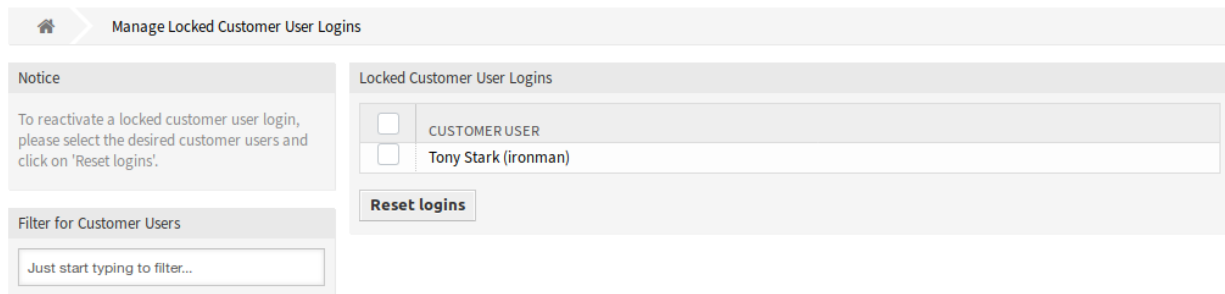 Manage Locked Customer User Logins
Notice
To reactivate a locked customer user login,
please select the desired customer users and
click on 'Reset logins'.
Filter for Customer Users
Just start typing to filter...
Locked Customer User Logins
CUSTOMER USER
Tony Stark (ironman)
Reset logins